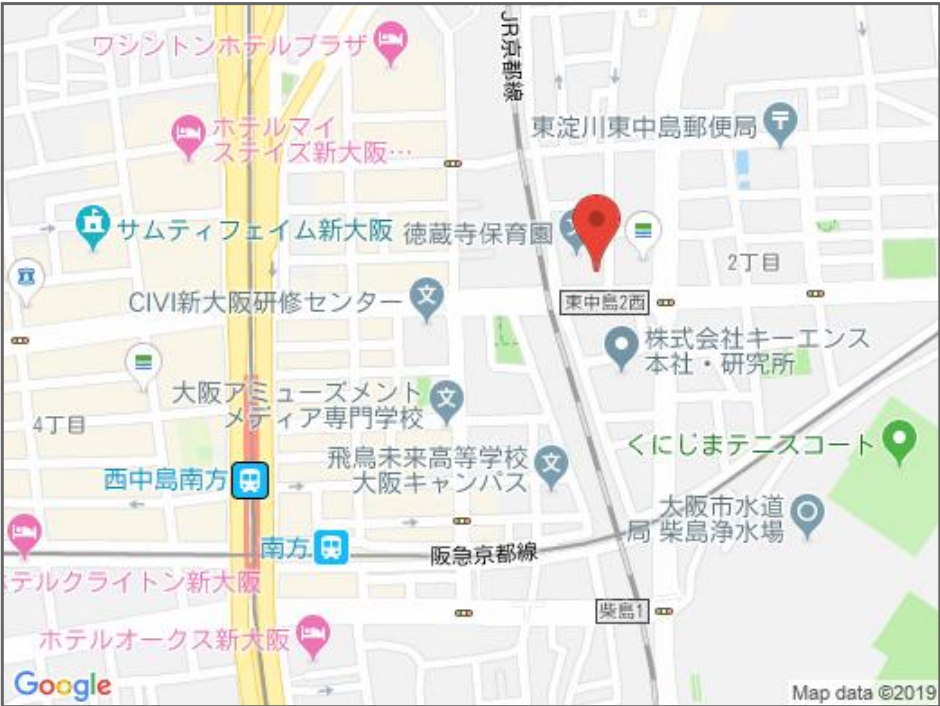 ワシントンホテルプラザ
JR京都線
ホテルマイ
ステイズ新大阪…
東淀川東中島郵便局
サムティフェイム新大阪
徳蔵寺保育園
2丁目
CIVI新大阪研修センター
東中島2西
株式会社キーエンス
本社・研究所
大阪アミューズメント
メディア専門学校
4丁目
くにじまテニスコート
飛鳥未来高等学校
大阪キャンパス
西中島南方
大阪市水道
局 柴島浄水場
南方
阪急京都線
テルクライトン新大阪
柴島1
ホテルオークス新大阪
Google
Map data ©2019